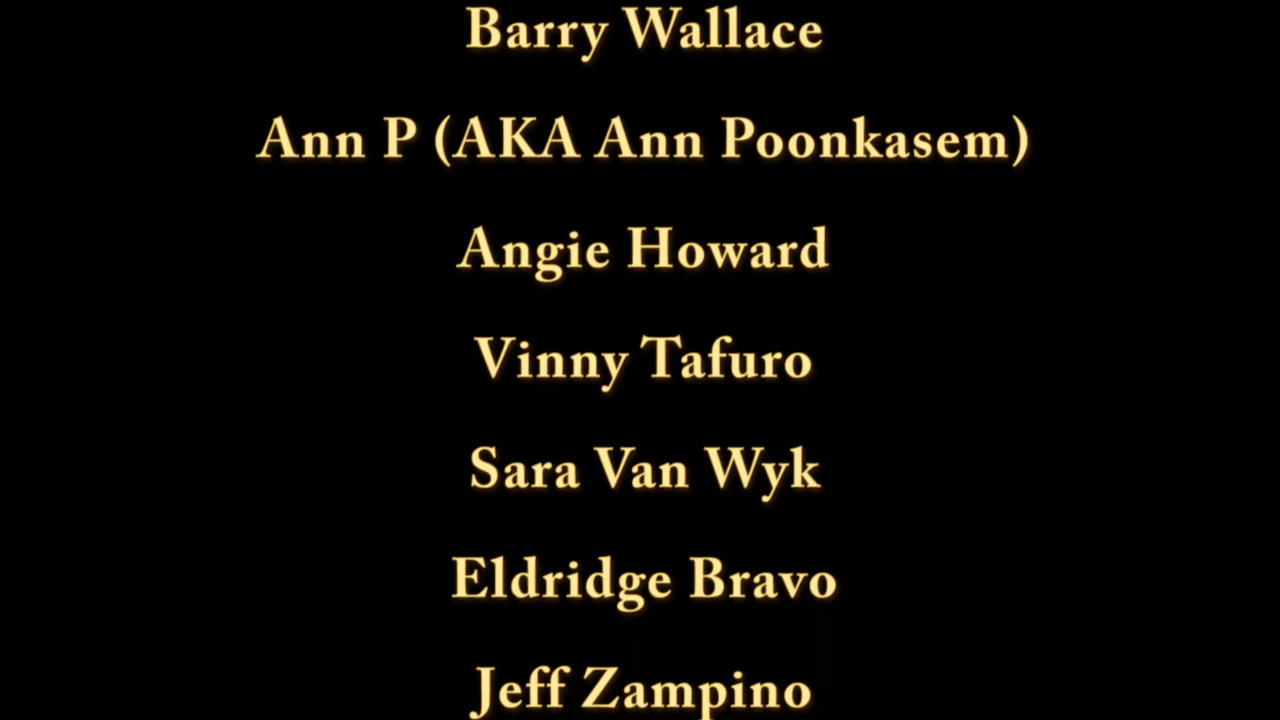 Barry Wallace
Ann P (AKA Ann Poonkasem)
Angie Howard
Vinny Tafuro
Sara Van Wyk
Eldridge Bravo
Jeff Zampino